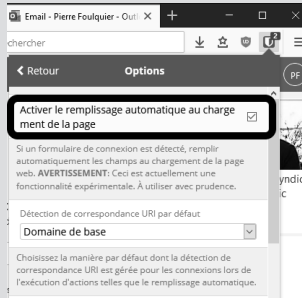 Email - Pierre Foulquier - Outl
chercher
2
Retour
Options
PF
Activer le remplissage automatique au charge
ment de la page
Si un formulaire de connexion est détecté, remplir
automatiquement les champs au chargement de la page
web. AVERTISSEMENT: Ceci est actuellement une
fonctionnalité expérimentale. À utiliser avec prudence.
Détection de correspondance URI par défaut
Domaine de base
Choisissez la manière par défaut dont la détection de
correspondance URI est gérée pour les connexions lors de
l'exécution d'actions telles que le remplissage automatique.
yndic
ic